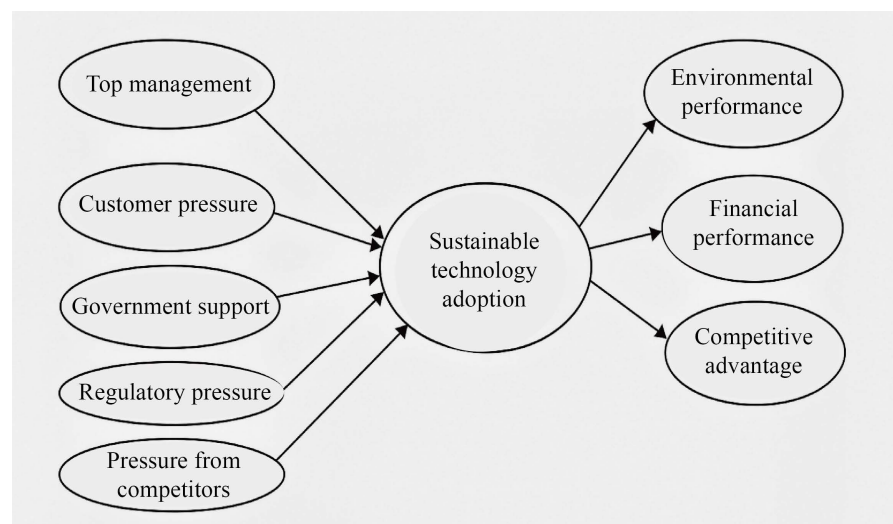 Top management
Customer pressure
Government support
Regulatory pressure
Pressure from
competitors
Sustainable
technology
adoption
Environmental
performance
Financial
performance
Competitive
advantage